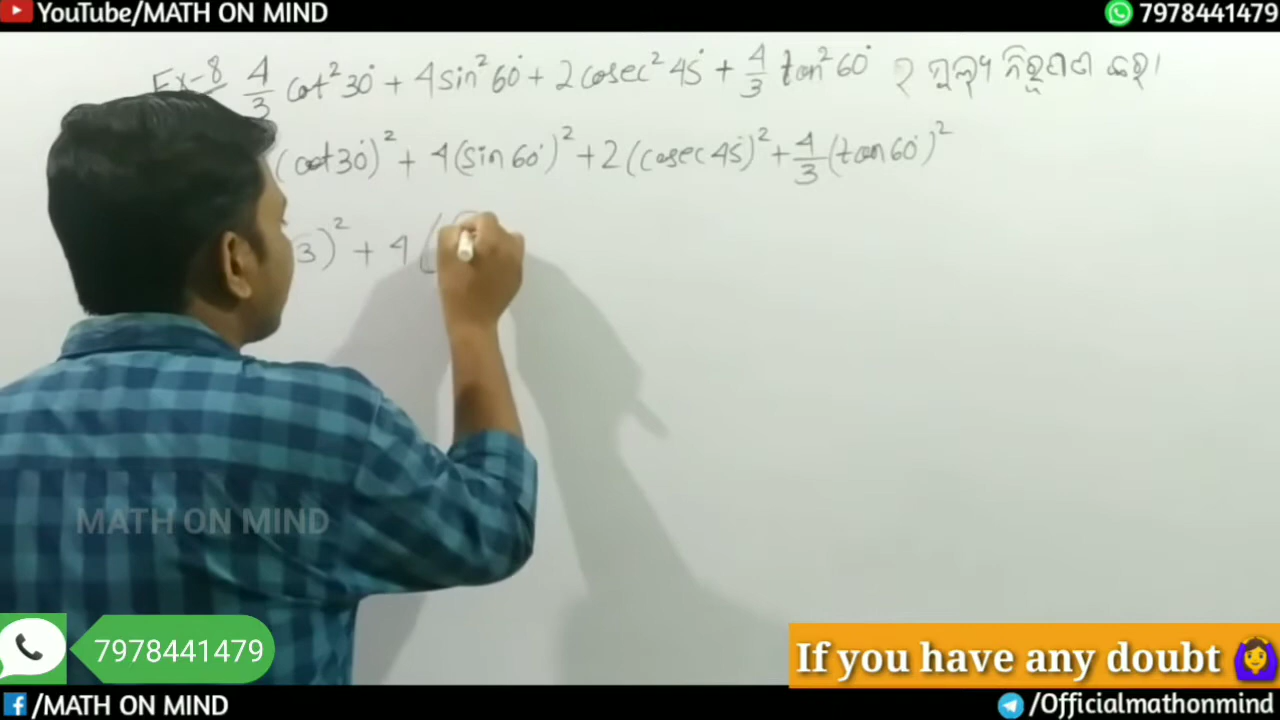 YouTube/MATH ON MIND
7978441479
Ex-8 4/3 cot²30° + 4sin²60° + 2cosec²45° + 4/3 tan²60° ର ମୂଲ୍ୟ ନିରୂପଣ କର।
(cot30°)² + 4(sin60°)² + 2(cosec45°)² + 4/3(tan60°)²
3)² + 4(
MATH ON MIND
7978441479
If you have any doubt
/MATH ON MIND
/Officialmathonmind